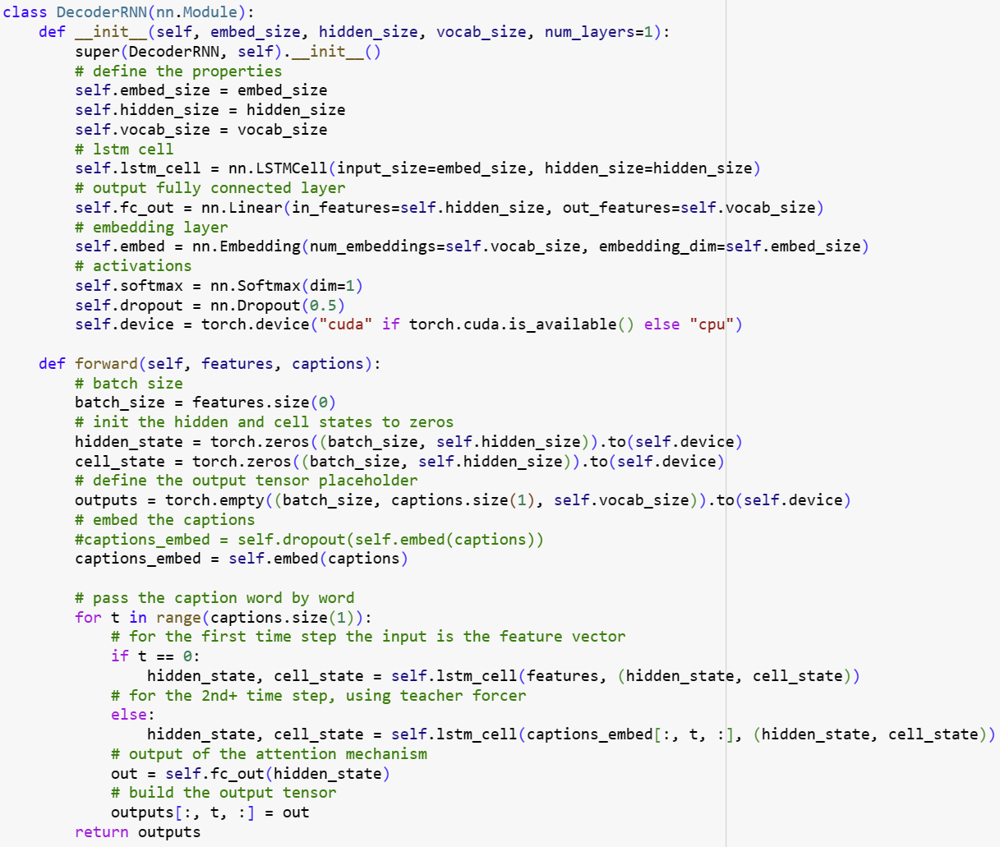 class DecoderRNN(nn.Module):
    def __init__(self, embed_size, hidden_size, vocab_size, num_layers=1):
        super(DecoderRNN, self).__init__()
        # define the properties
        self.embed_size = embed_size
        self.hidden_size = hidden_size
        self.vocab_size = vocab_size
        # lstm cell
        self.lstm_cell = nn.LSTMCell(input_size=embed_size, hidden_size=hidden_size)
        # output fully connected layer
        self.fc_out = nn.Linear(in_features=self.hidden_size, out_features=self.vocab_size)
        # embedding layer
        self.embed = nn.Embedding(num_embeddings=self.vocab_size, embedding_dim=self.embed_size)
        # activations
        self.softmax = nn.Softmax(dim=1)
        self.dropout = nn.Dropout(0.5)
        self.device = torch.device("cuda" if torch.cuda.is_available() else "cpu")

    def forward(self, features, captions):
        # batch size
        batch_size = features.size(0)
        # init the hidden and cell states to zeros
        hidden_state = torch.zeros((batch_size, self.hidden_size)).to(self.device)
        cell_state = torch.zeros((batch_size, self.hidden_size)).to(self.device)
        # define the output tensor placeholder
        outputs = torch.empty((batch_size, captions.size(1), self.vocab_size)).to(self.device)
        # embed the captions
        #captions_embed = self.dropout(self.embed(captions))
        captions_embed = self.embed(captions)

        # pass the caption word by word
        for t in range(captions.size(1)):
            # for the first time step the input is the feature vector
            if t == 0:
                hidden_state, cell_state = self.lstm_cell(features, (hidden_state, cell_state))
            # for the 2nd+ time step, using teacher forcer
            else:
                hidden_state, cell_state = self.lstm_cell(captions_embed[:, t, :], (hidden_state, cell_state))
            # output of the attention mechanism
            out = self.fc_out(hidden_state)
            # build the output tensor
            outputs[:, t, :] = out
        return outputs